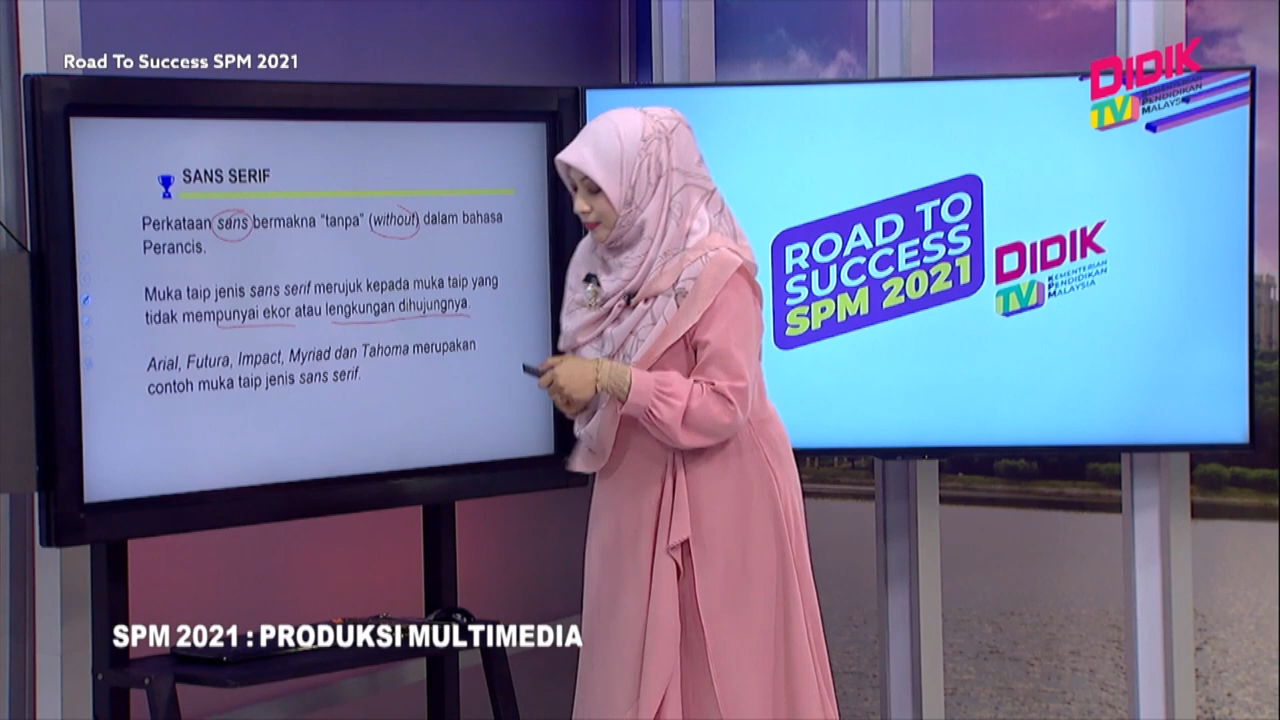 Road To Success SPM 2021
DIDIK
TV
KEMENTERIAN
PENDIDIKAN
MALAYSIA
SANS SERIF
Perkataan sans bermakna "tanpa" (without) dalam bahasa
Perancis.
Muka taip jenis sans serif merujuk kepada muka taip yang
tidak mempunyai ekor atau lengkungan dihujungnya.
Arial, Futura, Impact, Myriad dan Tahoma merupakan
contoh muka taip jenis sans serif.
ROAD TO
SUCCESS
SPM 2021
DIDIK
TV
KEMENTERIAN
PENDIDIKAN
MALAYSIA
SPM 2021 : PRODUKSI MULTIMEDIA